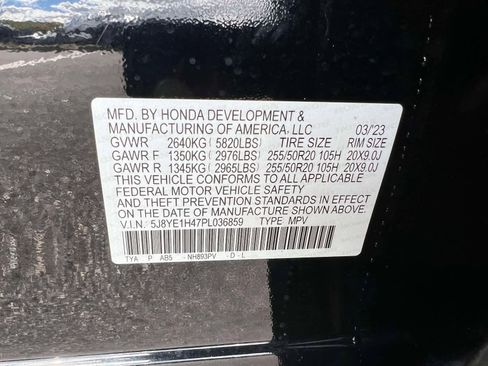 MFD. BY HONDA DEVELOPMENT &
MANUFACTURING OF AMERICA, LLC 03/23
GVWR 2640KG (5820LBS) TIRE SIZE RIM SIZE
GAWR F 1350KG (2976LBS) 255/50R20 105H 20X9.0J
GAWR R 1345KG (2965LBS) 255/50R20 105H 20X9.0J
THIS VEHICLE CONFORMS TO ALL APPLICABLE
FEDERAL MOTOR VEHICLE SAFETY
AND THEFT PREVENTION STANDARDS IN EFFECT
ON THE DATE OF MANUFACTURE SHOWN ABOVE.
V.I.N. 5J8YE1H47PL036859 TYPE MPV
TYA P AB5 -NH893PV -D-L